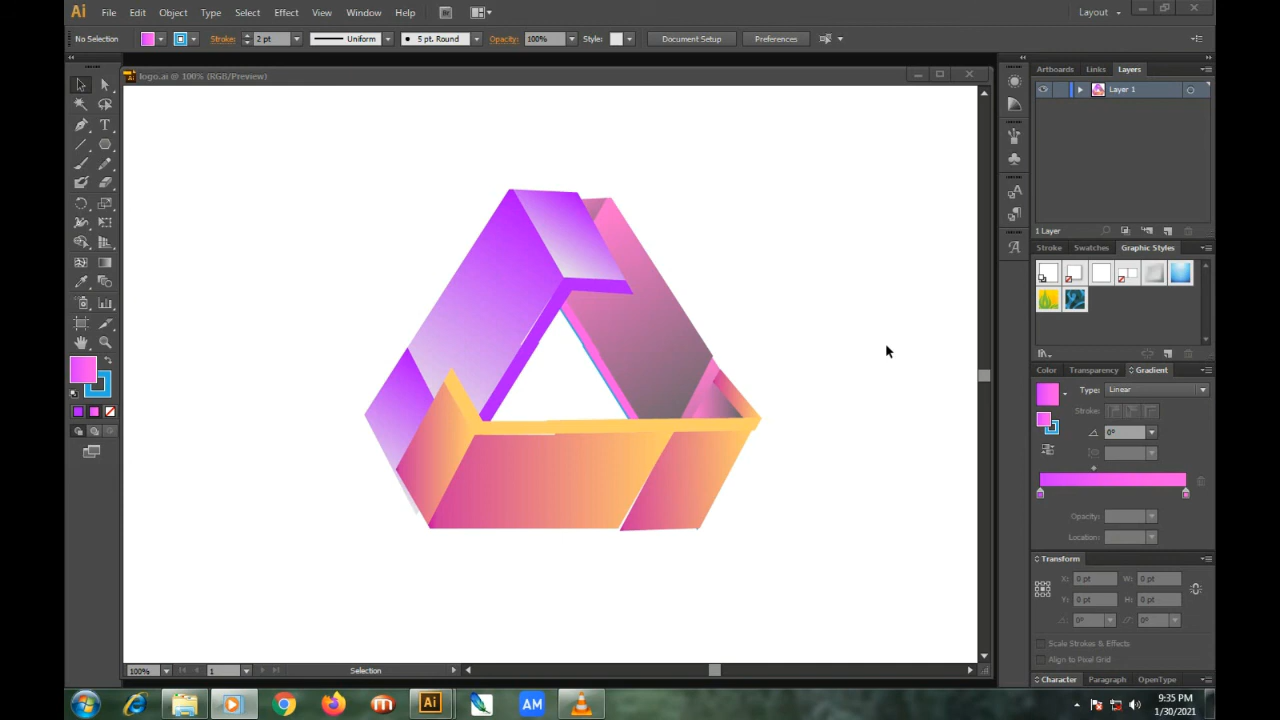 Ai File Edit Object Type Select Effect View Window Help Br Layout
No Selection Stroke: 2 pt Uniform 5 pt. Round Opacity: 100% Style: Document Setup Preferences
logo.ai @ 100% (RGB/Preview)
Artboards Links Layers
Layer 1
1 Layer
Stroke Swatches Graphic Styles
Color Transparency Gradient
Type: Linear
Stroke:
0°
Opacity:
Location:
Transform
X: 0 pt W: 0 pt
Y: 0 pt H: 0 pt
0° 0°
Scale Strokes & Effects
Align to Pixel Grid
100% 1 Selection
Character Paragraph OpenType
Ai AM
9:35 PM
1/30/2021